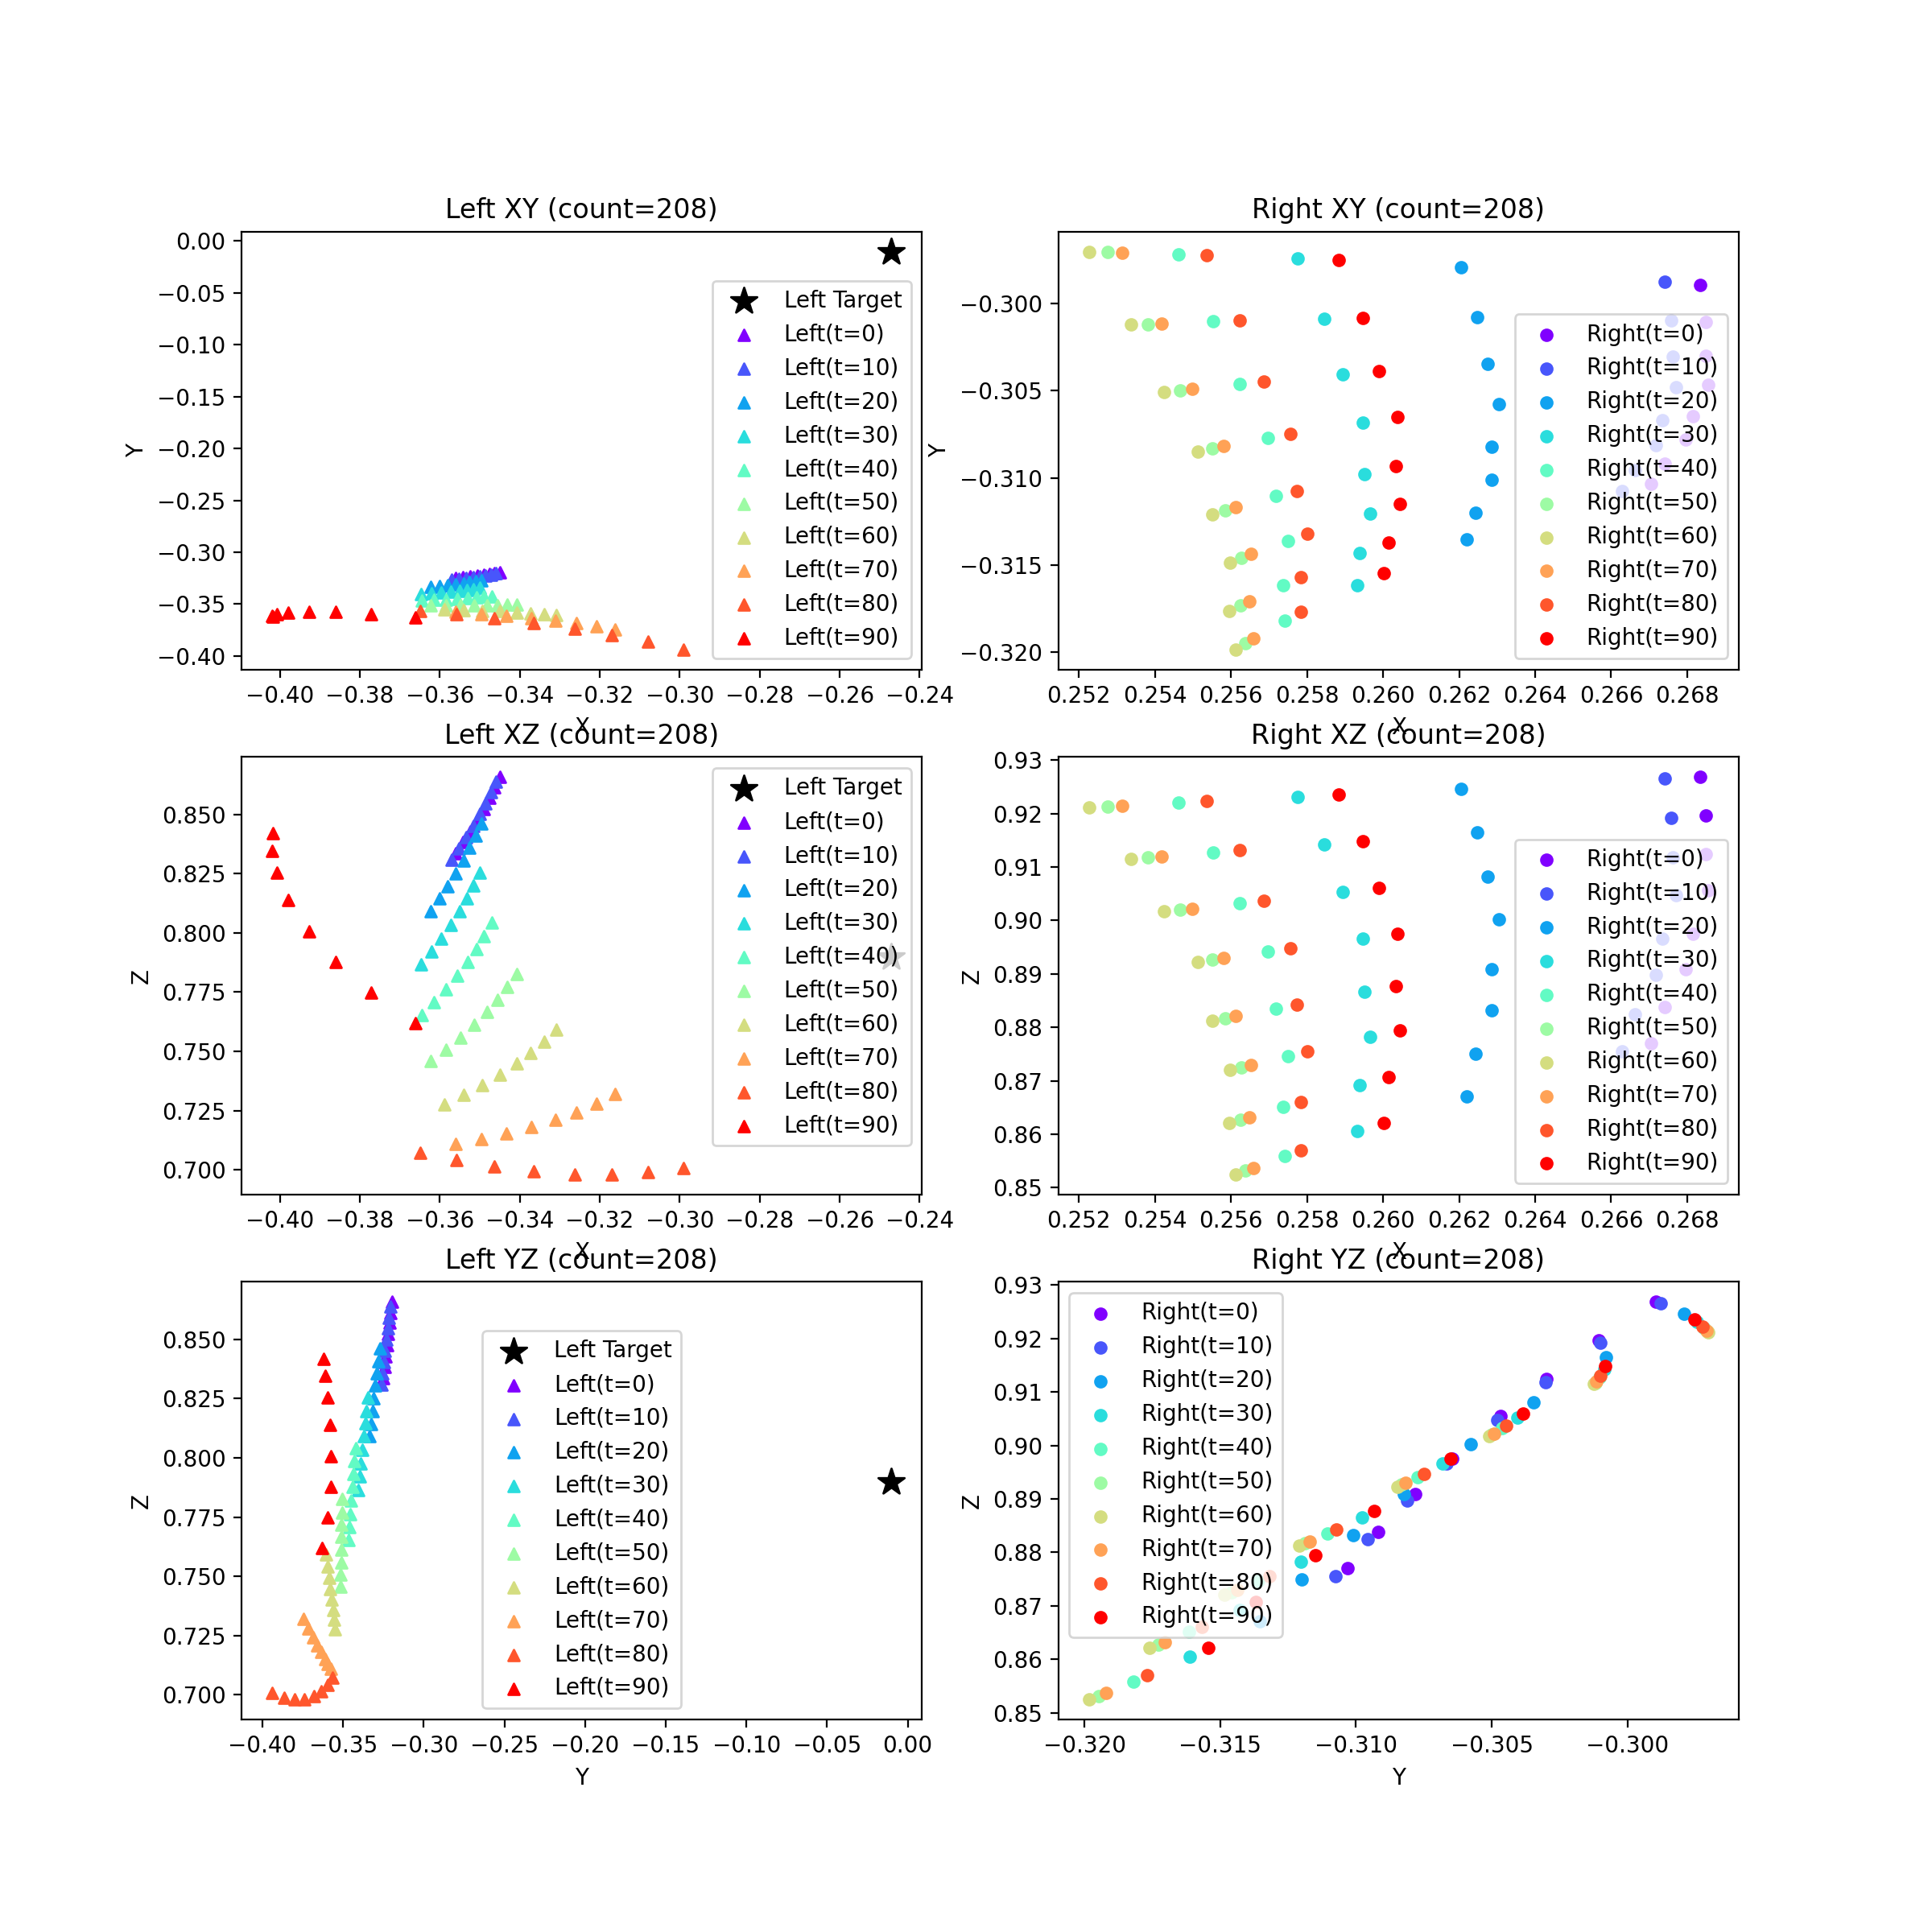 Left XY (count=208)
0.00
−0.05
−0.10
−0.15
−0.20
−0.25
−0.30
−0.35
−0.40
Y
−0.40 −0.38 −0.36 −0.34 −0.32 −0.30 −0.28 −0.26 −0.24
X
Left Target
Left(t=0)
Left(t=10)
Left(t=20)
Left(t=30)
Left(t=40)
Left(t=50)
Left(t=60)
Left(t=70)
Left(t=80)
Left(t=90)
Right XY (count=208)
−0.300
−0.305
−0.310
−0.315
−0.320
Y
0.252 0.254 0.256 0.258 0.260 0.262 0.264 0.266 0.268
X
Right(t=0)
Right(t=10)
Right(t=20)
Right(t=30)
Right(t=40)
Right(t=50)
Right(t=60)
Right(t=70)
Right(t=80)
Right(t=90)
Left XZ (count=208)
0.850
0.825
0.800
0.775
0.750
0.725
0.700
Z
−0.40 −0.38 −0.36 −0.34 −0.32 −0.30 −0.28 −0.26 −0.24
X
Left Target
Left(t=0)
Left(t=10)
Left(t=20)
Left(t=30)
Left(t=40)
Left(t=50)
Left(t=60)
Left(t=70)
Left(t=80)
Left(t=90)
Right XZ (count=208)
0.93
0.92
0.91
0.90
0.89
0.88
0.87
0.86
0.85
Z
0.252 0.254 0.256 0.258 0.260 0.262 0.264 0.266 0.268
X
Right(t=0)
Right(t=10)
Right(t=20)
Right(t=30)
Right(t=40)
Right(t=50)
Right(t=60)
Right(t=70)
Right(t=80)
Right(t=90)
Left YZ (count=208)
0.850
0.825
0.800
0.775
0.750
0.725
0.700
Z
−0.40 −0.35 −0.30 −0.25 −0.20 −0.15 −0.10 −0.05 0.00
Y
Left Target
Left(t=0)
Left(t=10)
Left(t=20)
Left(t=30)
Left(t=40)
Left(t=50)
Left(t=60)
Left(t=70)
Left(t=80)
Left(t=90)
Right YZ (count=208)
0.93
0.92
0.91
0.90
0.89
0.88
0.87
0.86
0.85
Z
−0.320 −0.315 −0.310 −0.305 −0.300
Y
Right(t=0)
Right(t=10)
Right(t=20)
Right(t=30)
Right(t=40)
Right(t=50)
Right(t=60)
Right(t=70)
Right(t=80)
Right(t=90)